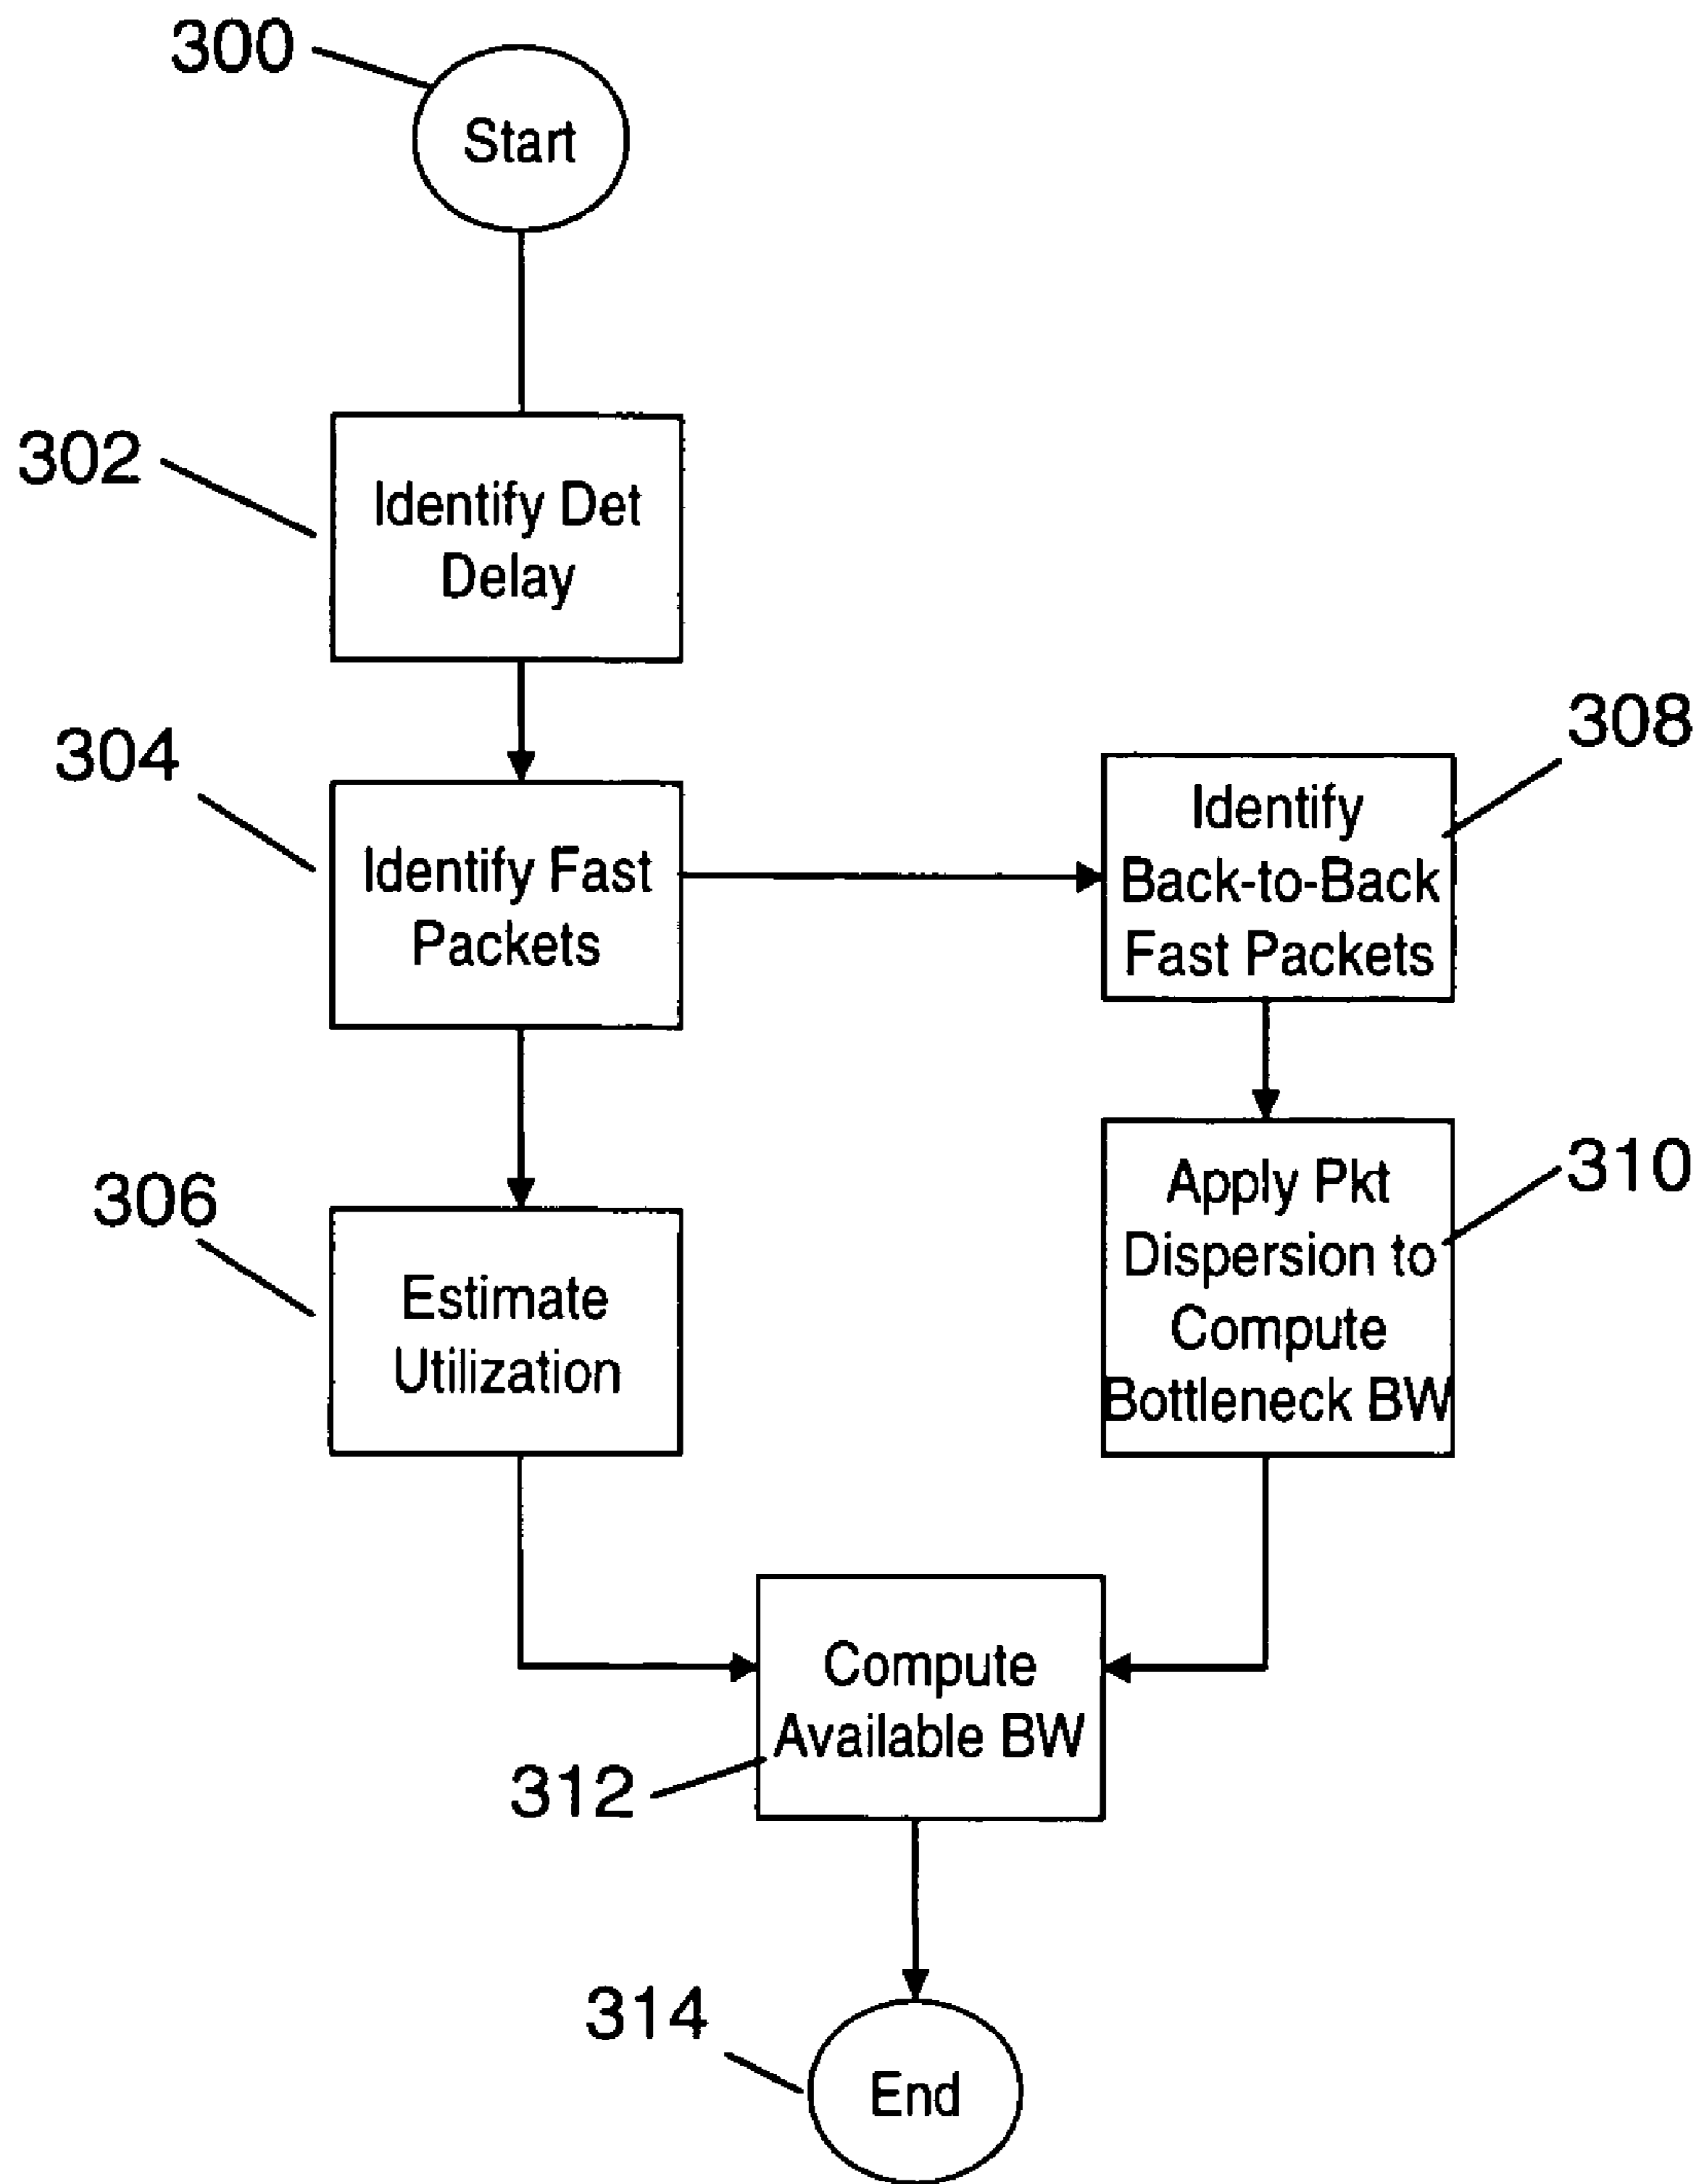 300
Start
302
Identify Det
Delay
304
Identify Fast
Packets
308
Identify
Back-to-Back
Fast Packets
306
Estimate
Utilization
310
Apply Pkt
Dispersion to
Compute
Bottleneck BW
Compute
Available BW
312
314
End